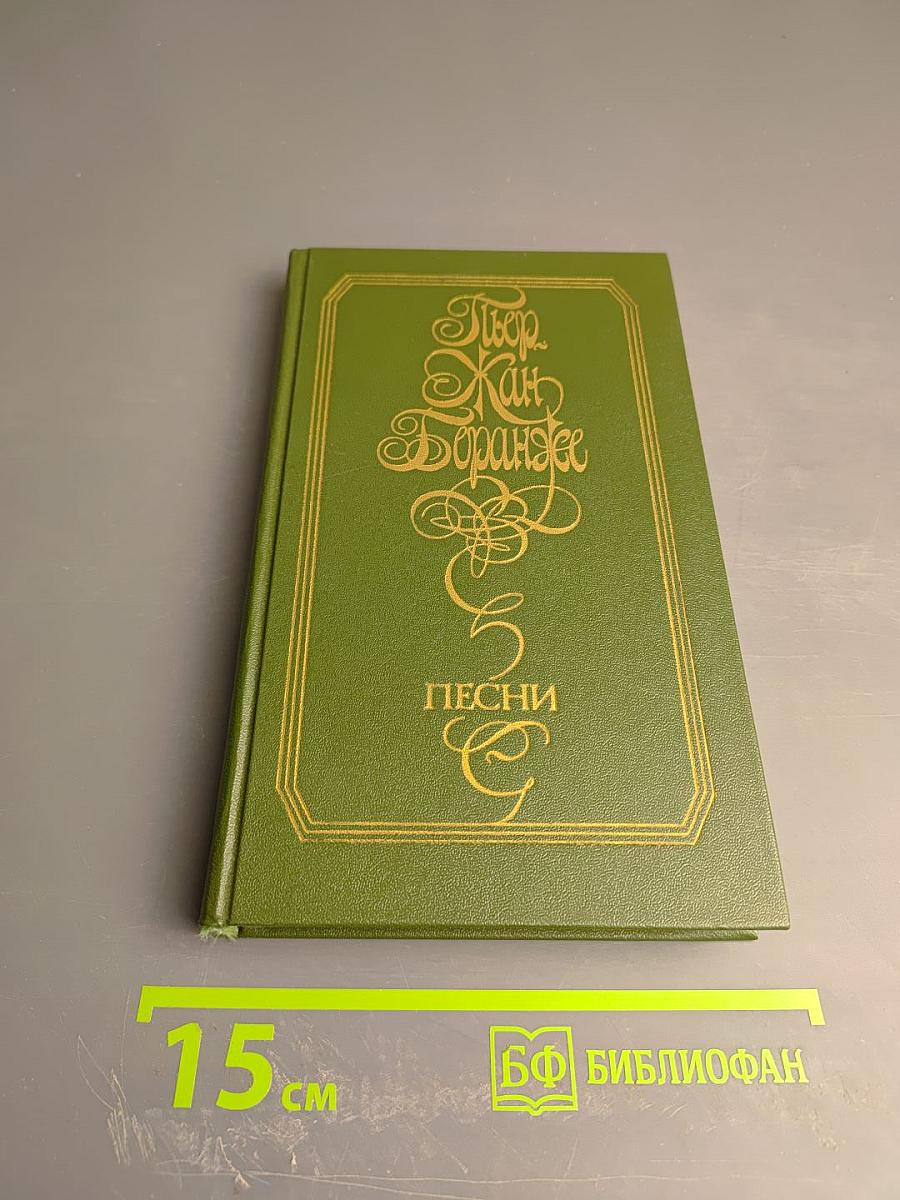 Пьер
Жан
Беранже
ПЕСНИ
15 см
БФ БИБЛИОФАН